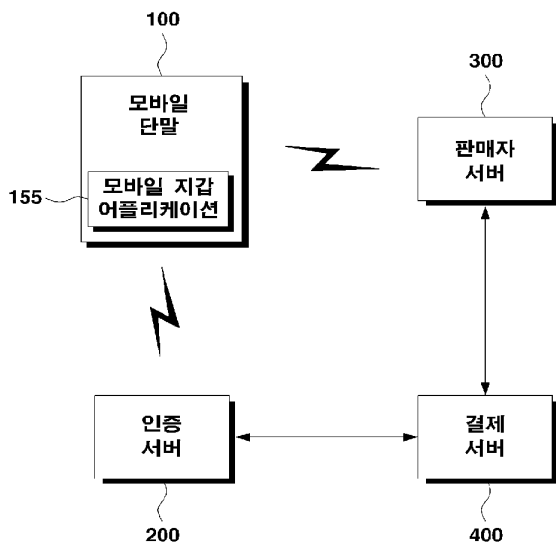 100
모바일
단말
155
모바일 지갑
어플리케이션
300
판매자
서버
인증
서버
200
결제
서버
400